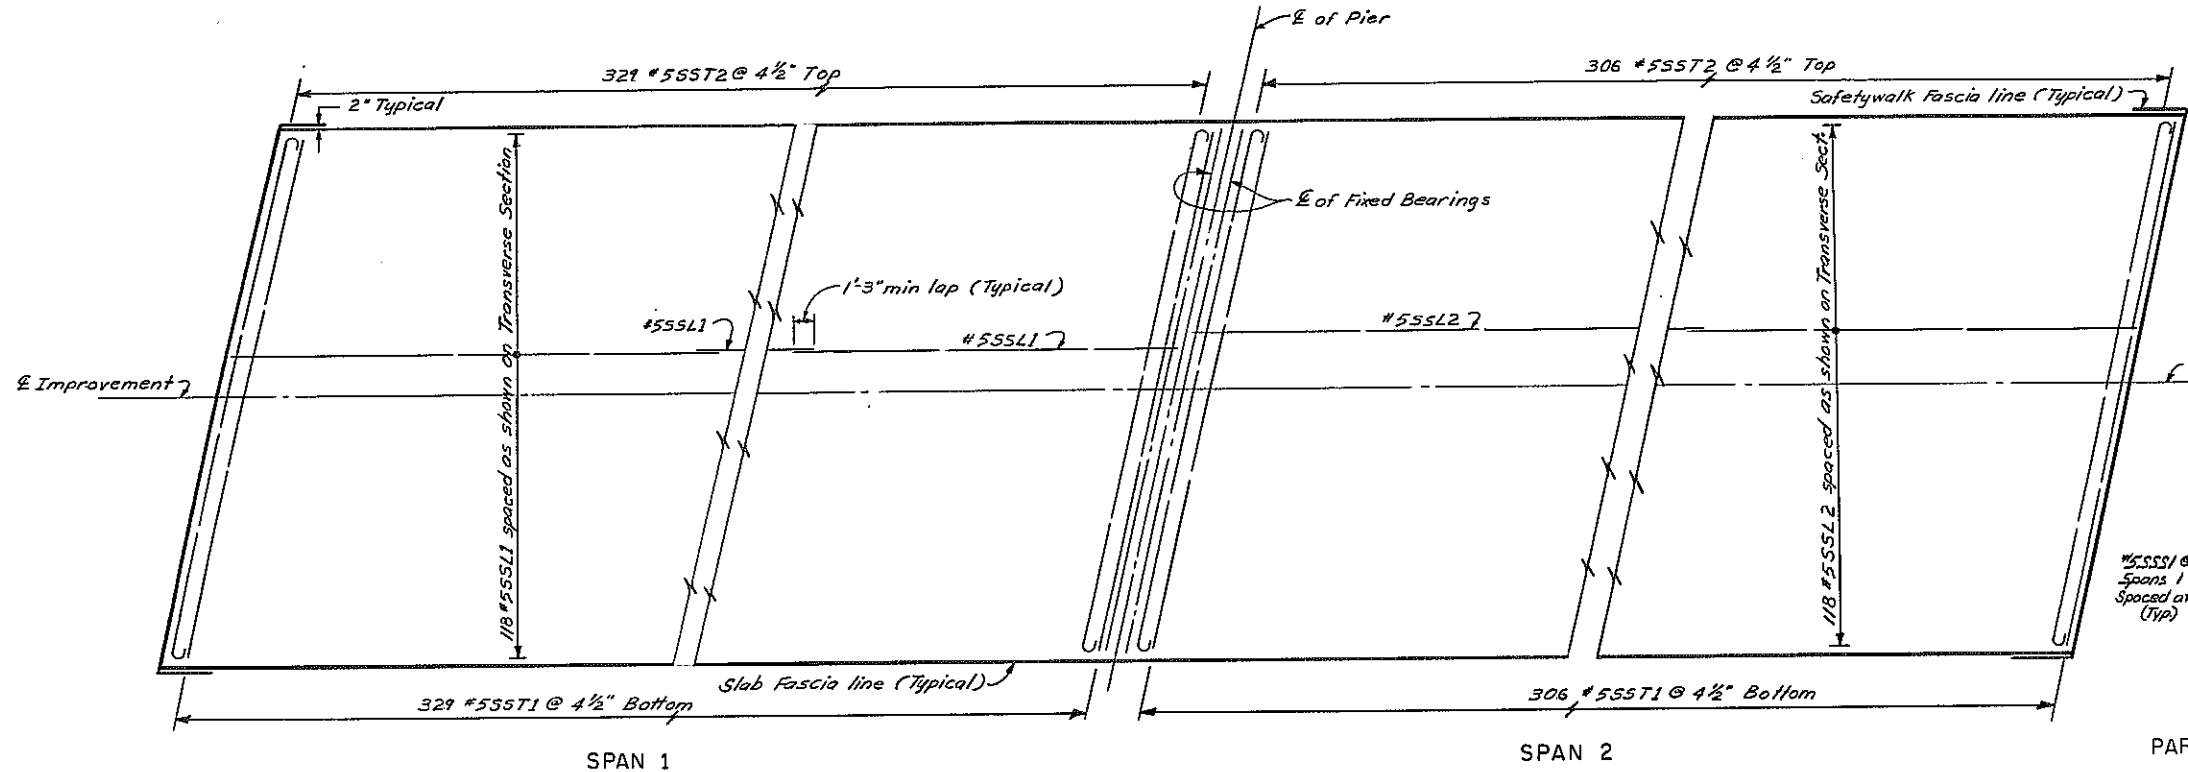 ℄ of Pier
329 #5SST2 @ 4½" Top
306 #5SST2 @ 4½" Top
2" Typical
Safetywalk Fascia line (Typical)
118 #5SSL1 spaced as shown on Transverse Section
℄ of Fixed Bearings
118 #5SSL2 spaced as shown on Transverse Sect.
1'-3" min lap (Typical)
#5SSL1
#5SSL1
#5SSL2
℄ Improvement
#5SSS1 @
Spans 1
Spaced at
(Typ)
Slab Fascia line (Typical)
329 #5SST1 @ 4½" Bottom
306 #5SST1 @ 4½" Bottom
SPAN 1
SPAN 2
PAR